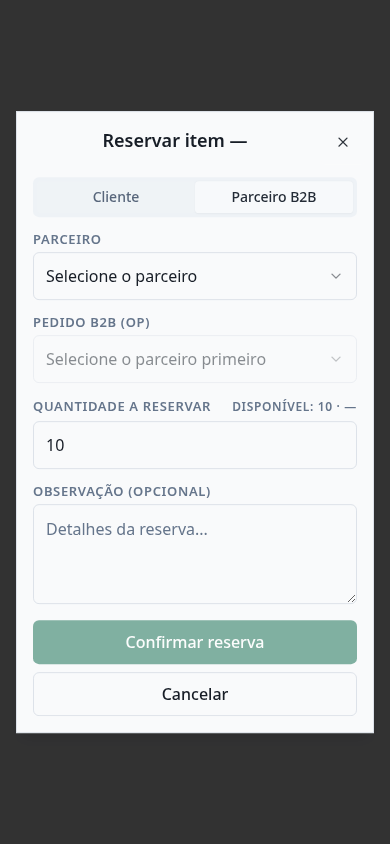 Reservar item —
Cliente
Parceiro B2B
PARCEIRO
Selecione o parceiro
PEDIDO B2B (OP)
Selecione o parceiro primeiro
QUANTIDADE A RESERVAR
DISPONÍVEL: 10 · —
10
OBSERVAÇÃO (OPCIONAL)
Detalhes da reserva...
Confirmar reserva
Cancelar